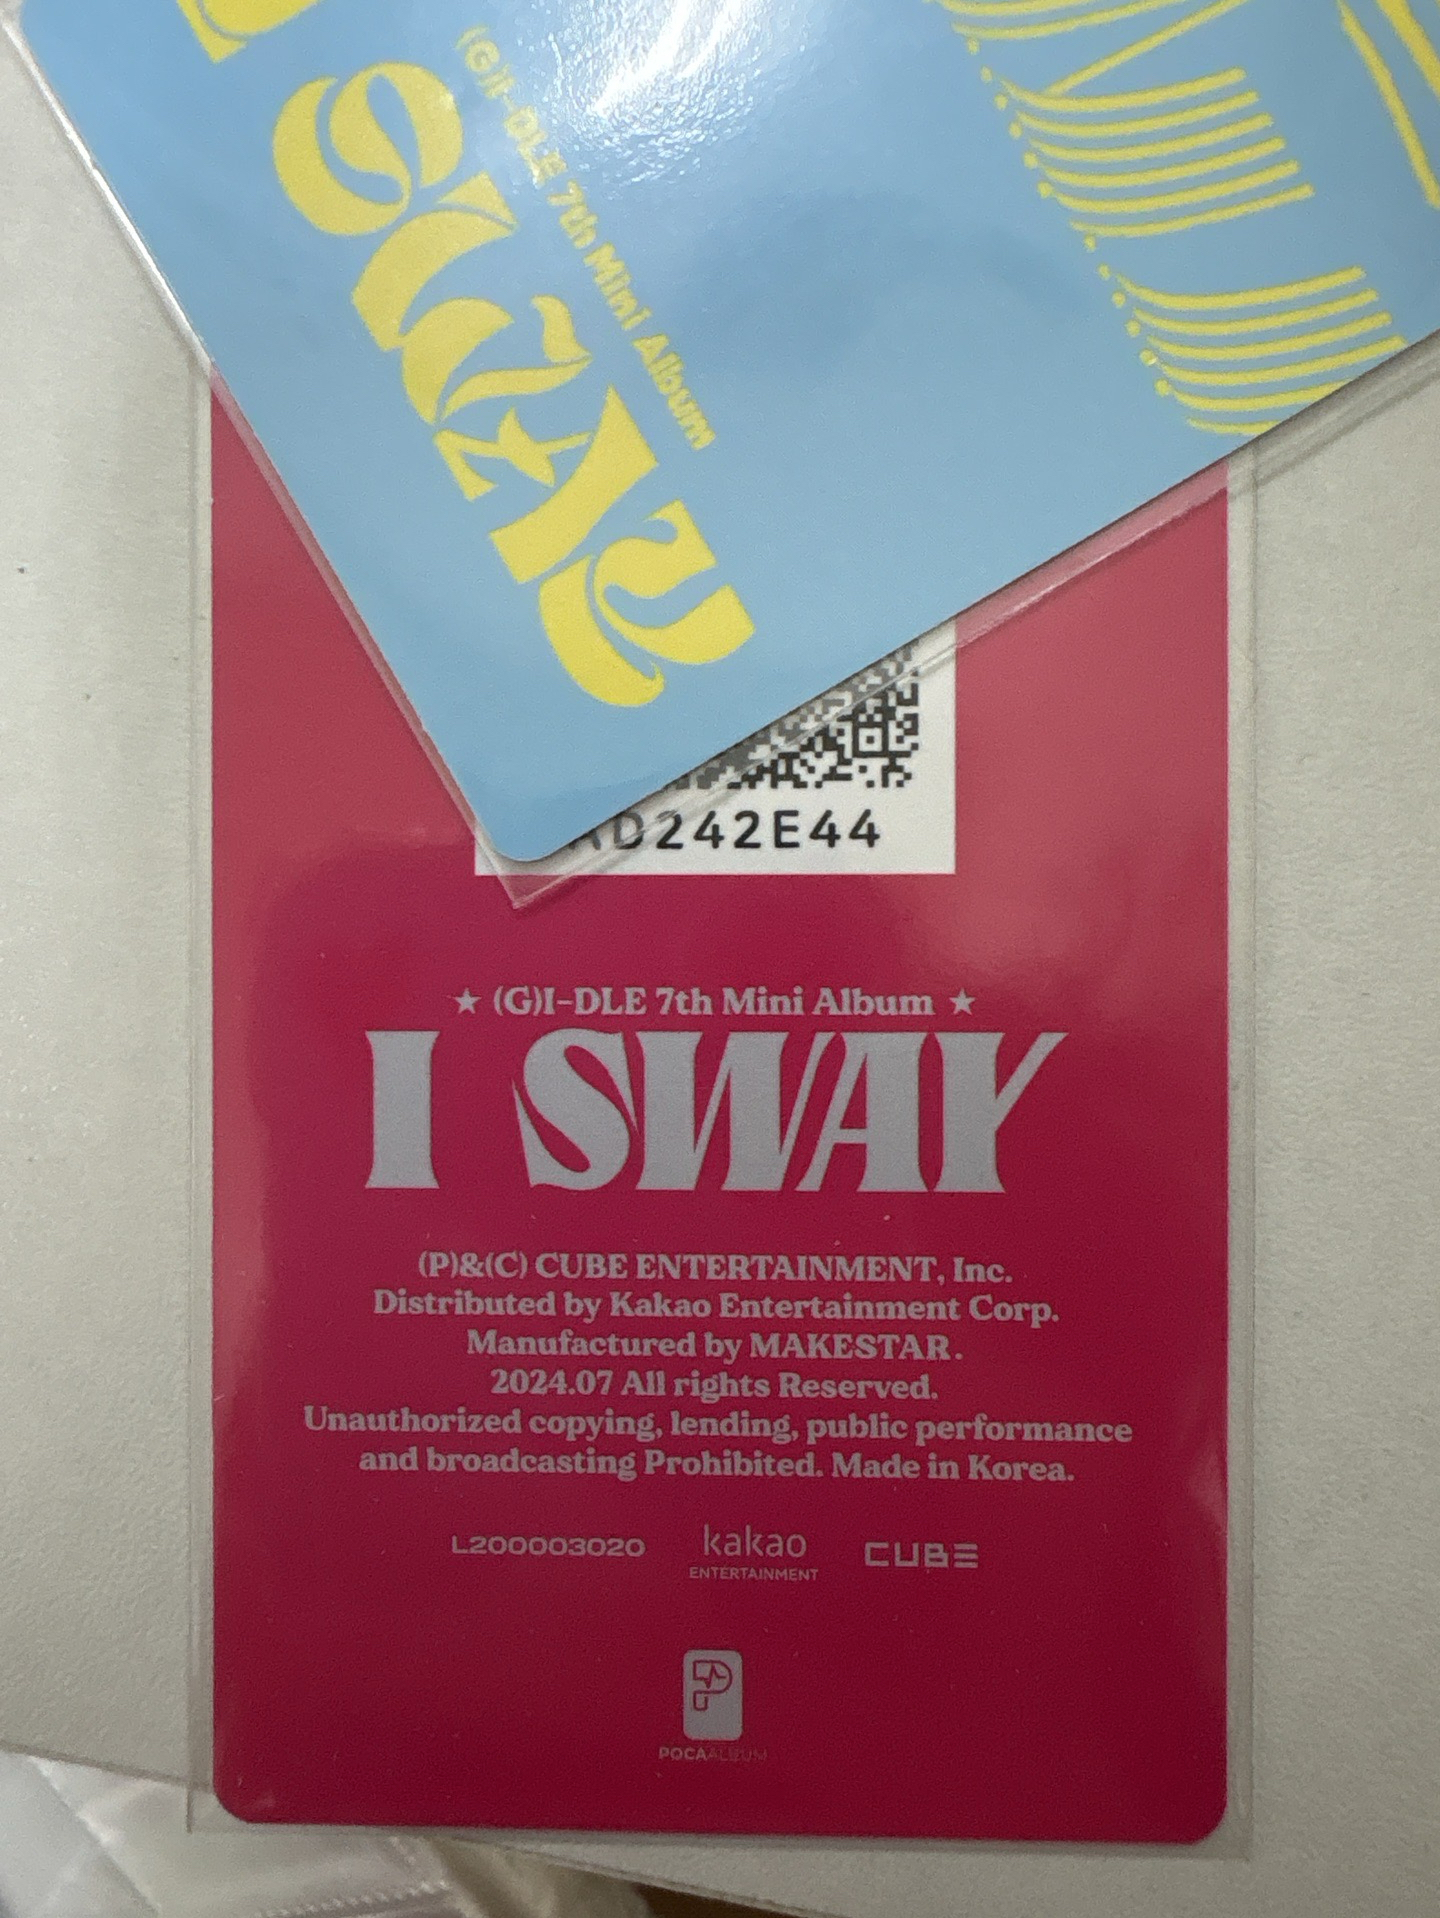 SWAY
(G)I-DLE 7th Mini Album
AD242E44
★ (G)I-DLE 7th Mini Album ★
I SWAY
(P)&(C) CUBE ENTERTAINMENT, Inc.
Distributed by Kakao Entertainment Corp.
Manufactured by MAKESTAR.
2024.07 All rights Reserved.
Unauthorized copying, lending, public performance
and broadcasting Prohibited. Made in Korea.
L200003020
kakao
ENTERTAINMENT
CUBE
POCAALBUM